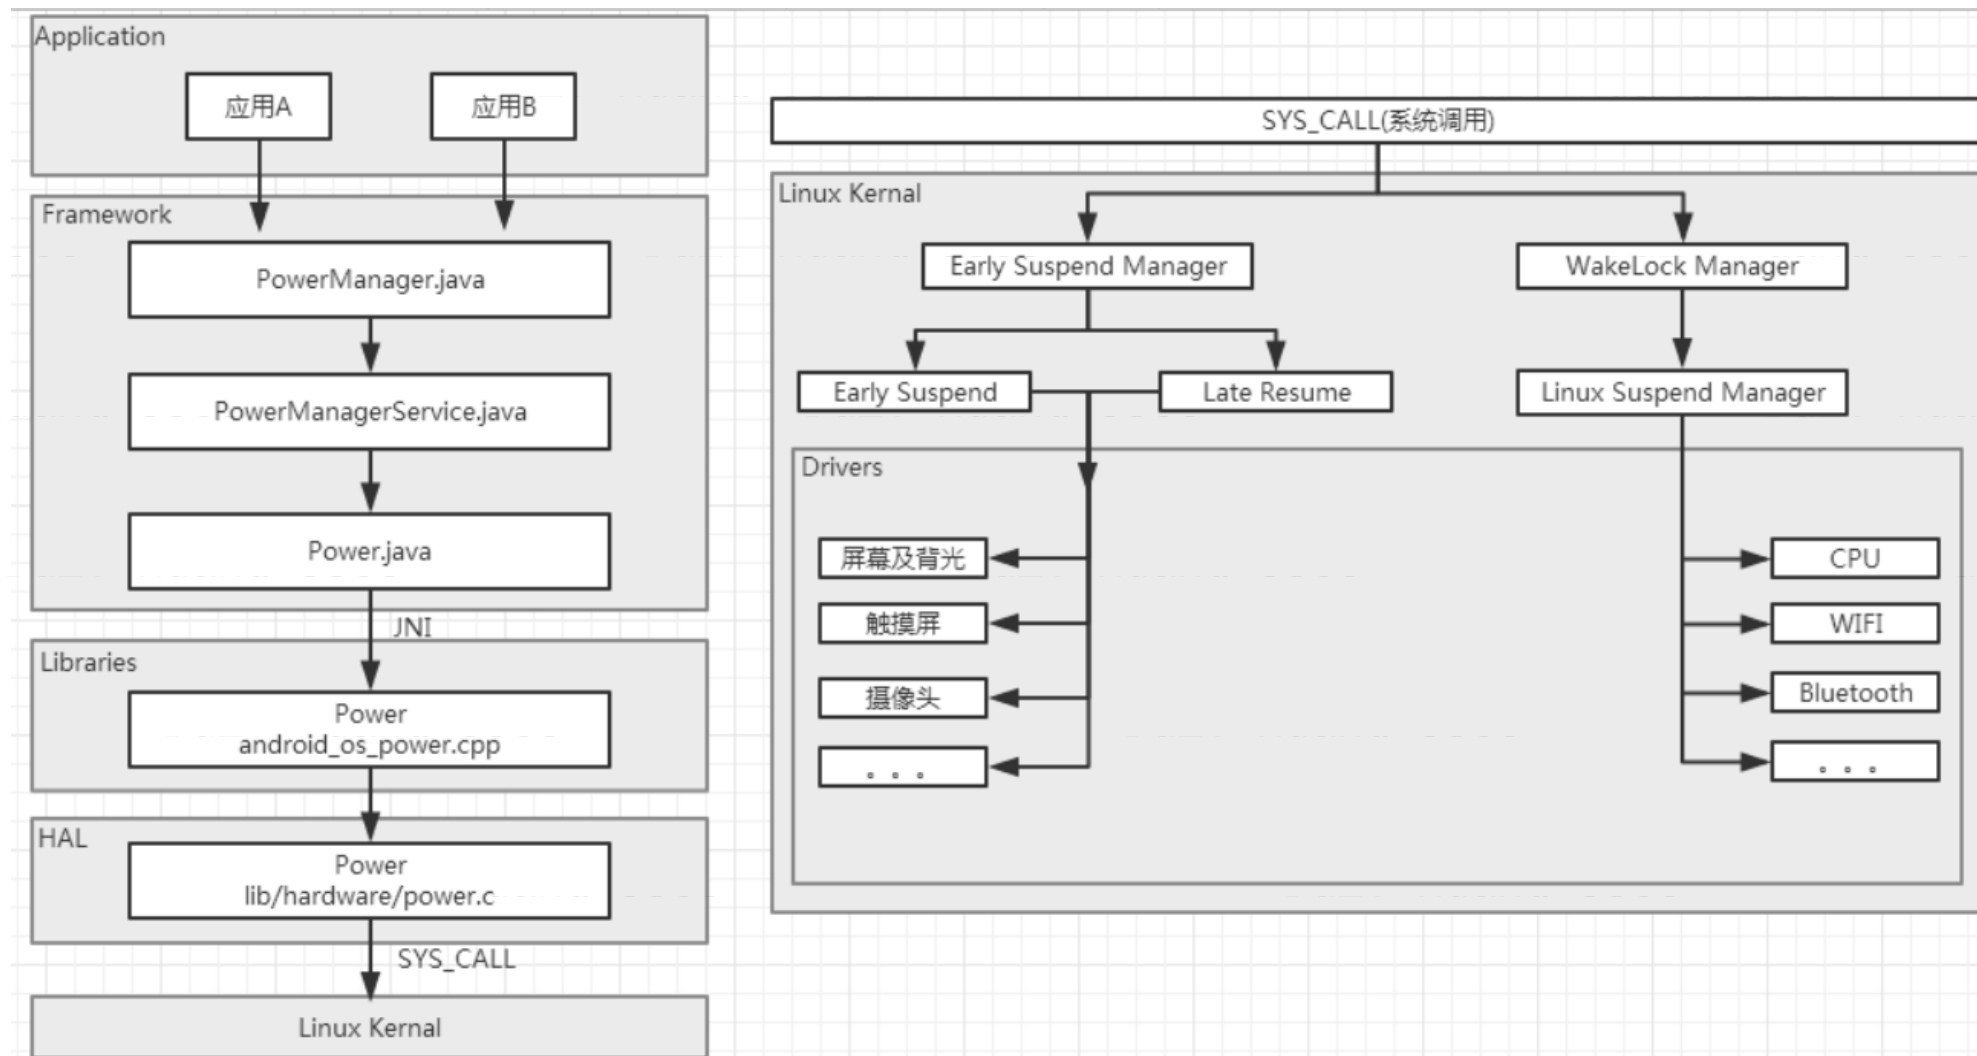 Application
应用A
应用B
Framework
PowerManager.java
PowerManagerService.java
Power.java
JNI
Libraries
Power
android_os_power.cpp
HAL
Power
lib/hardware/power.c
SYS_CALL
Linux Kernal
SYS_CALL(系统调用)
Linux Kernal
Early Suspend Manager
WakeLock Manager
Early Suspend
Late Resume
Linux Suspend Manager
Drivers
屏幕及背光
CPU
触摸屏
WIFI
摄像头
Bluetooth
。。。
。。。